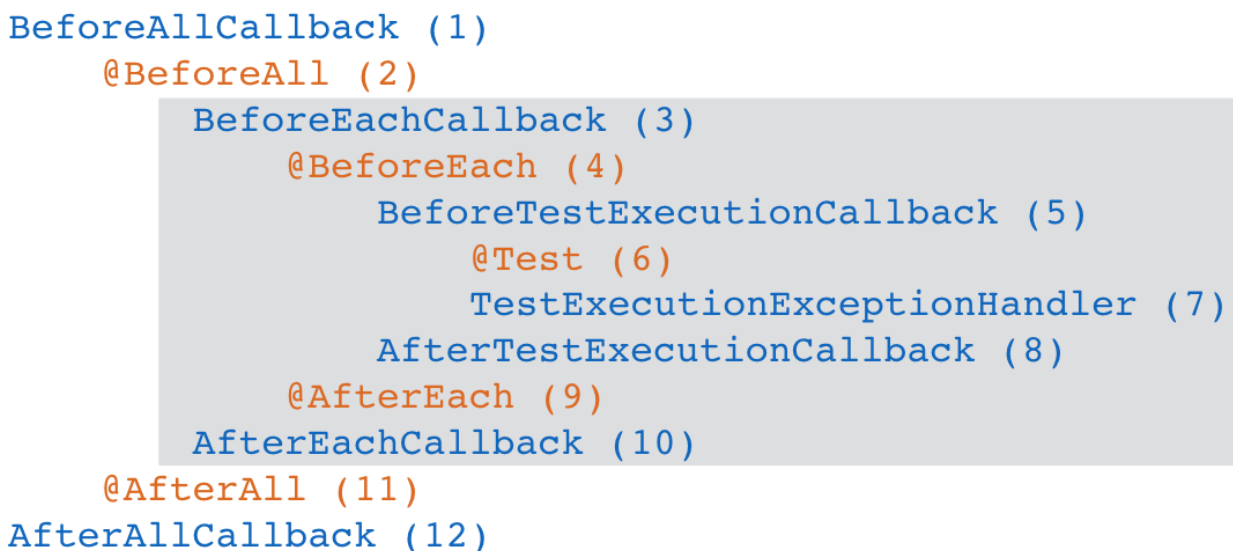 BeforeAllCallback (1)
@BeforeAll (2)
BeforeEachCallback (3)
@BeforeEach (4)
BeforeTestExecutionCallback (5)
@Test (6)
TestExecutionExceptionHandler (7)
AfterTestExecutionCallback (8)
@AfterEach (9)
AfterEachCallback (10)
@AfterAll (11)
AfterAllCallback (12)